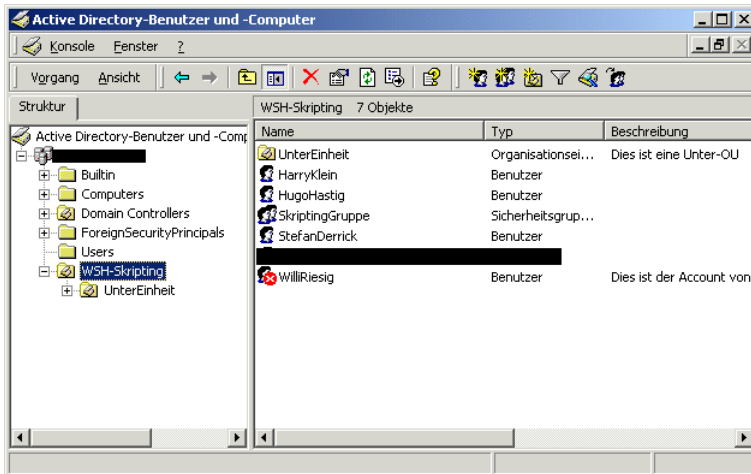 Active Directory-Benutzer und -Computer
Konsole Fenster ?
Vorgang Ansicht
Struktur
WSH-Skripting 7 Objekte
Active Directory-Benutzer und -Comp
Builtin
Computers
Domain Controllers
ForeignSecurityPrincipals
Users
WSH-Skripting
UnterEinheit
Name Typ Beschreibung
UnterEinheit Organisationsei... Dies ist eine Unter-OU
HarryKlein Benutzer
HugoHastig Benutzer
SkriptingGruppe Sicherheitsgrup...
StefanDerrick Benutzer
WilliRiesig Benutzer Dies ist der Account von